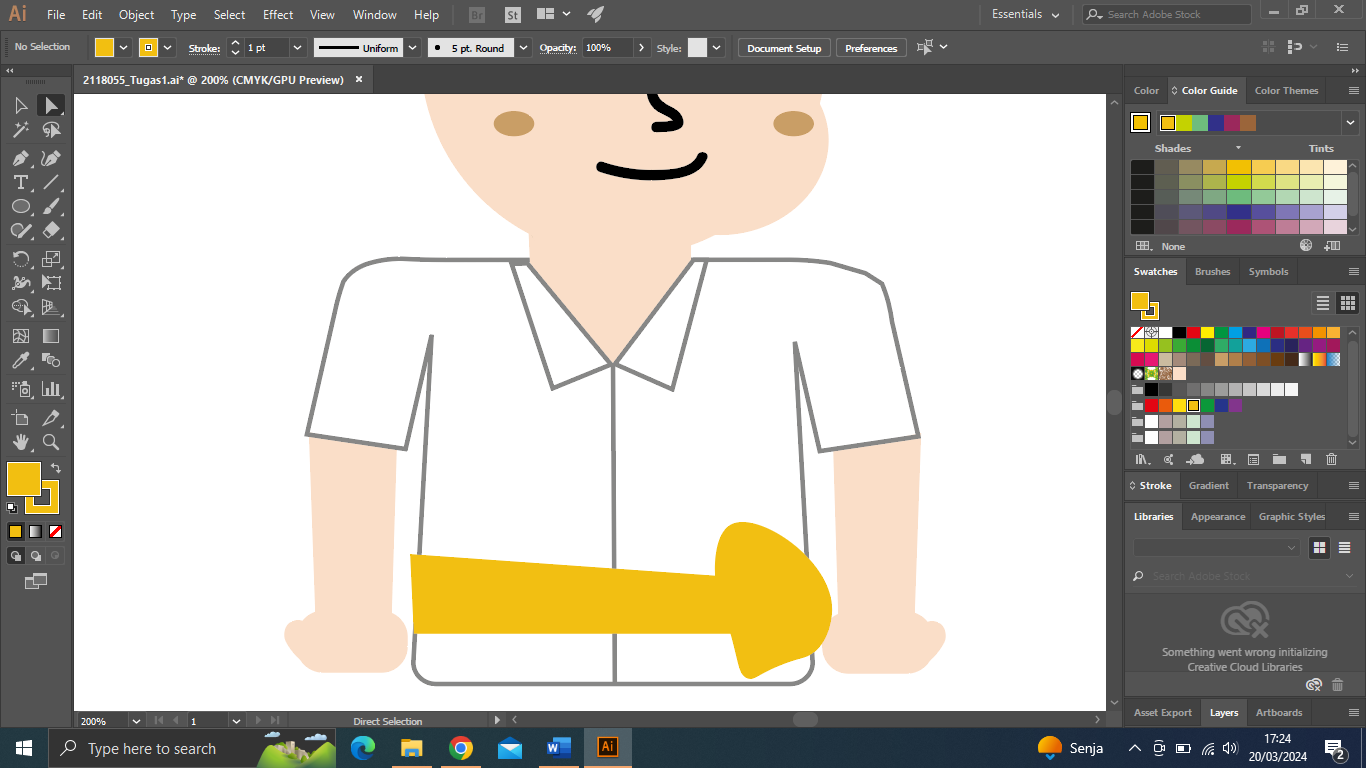 Ai File Edit Object Type Select Effect View Window Help Br St Essentials Search Adobe Stock
No Selection Stroke: 1 pt Uniform 5 pt. Round Opacity: 100% Style: Document Setup Preferences
2118055_Tugas1.ai* @ 200% (CMYK/GPU Preview)
Color Color Guide Color Themes
Shades Tints
None
Swatches Brushes Symbols
Stroke Gradient Transparency
Libraries Appearance Graphic Styles
Search Adobe Stock
Something went wrong initializing
Creative Cloud Libraries
Asset Export Layers Artboards
200% 1 Direct Selection
Type here to search Ai Senja 17:24
20/03/2024 2